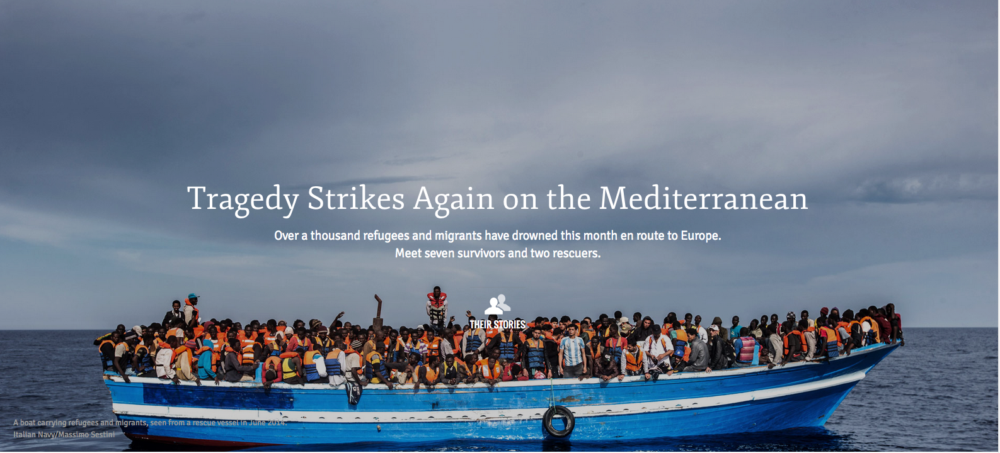 Tragedy Strikes Again on the Mediterranean
Over a thousand refugees and migrants have drowned this month en route to Europe.
Meet seven survivors and two rescuers.
THEIR STORIES
A boat carrying refugees and migrants, seen from a rescue vessel in June 2014.
Italian Navy/Massimo Sestini